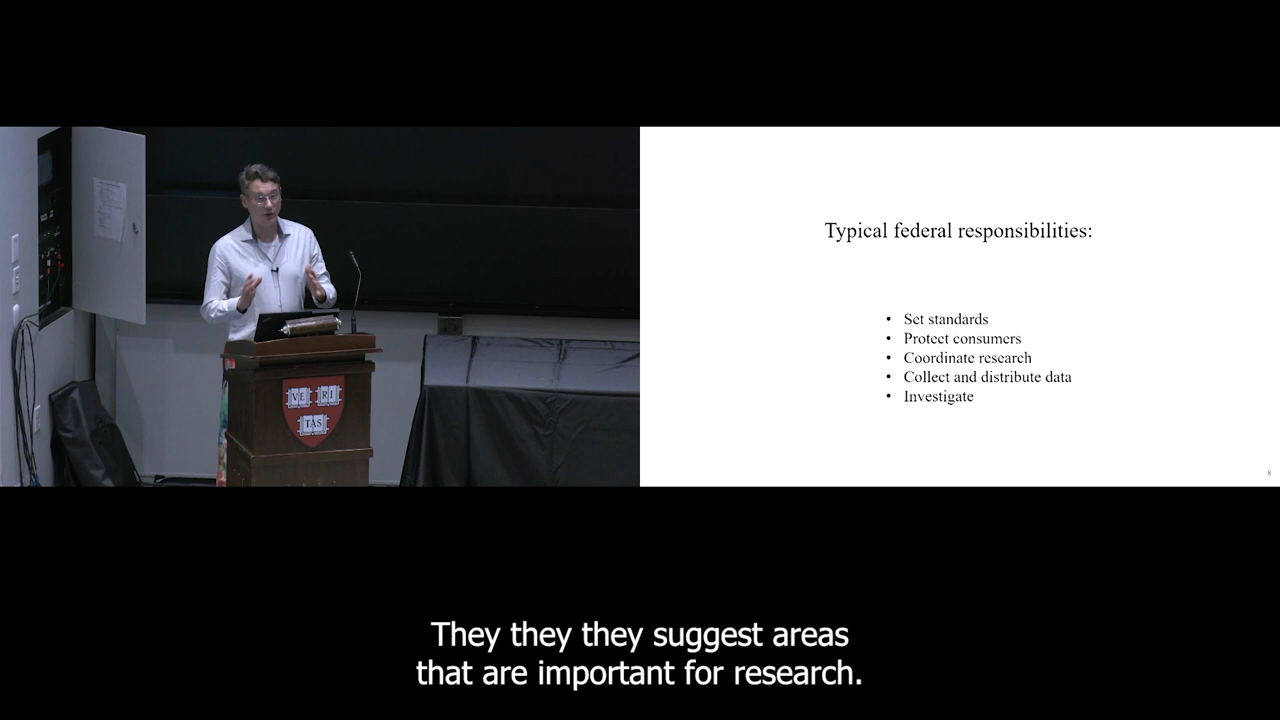 VE RI
TAS
Typical federal responsibilities:
• Set standards
• Protect consumers
• Coordinate research
• Collect and distribute data
• Investigate
8
They they they suggest areas
that are important for research.